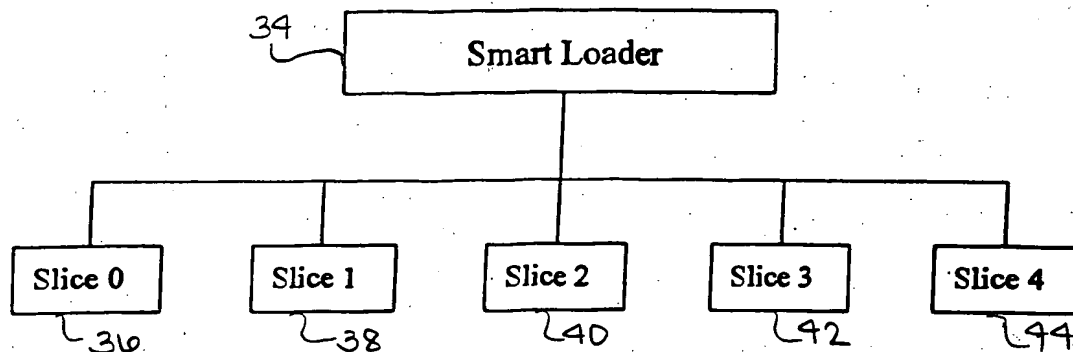 34
Smart Loader
Slice 0
Slice 1
Slice 2
Slice 3
Slice 4
36
38
40
42
44